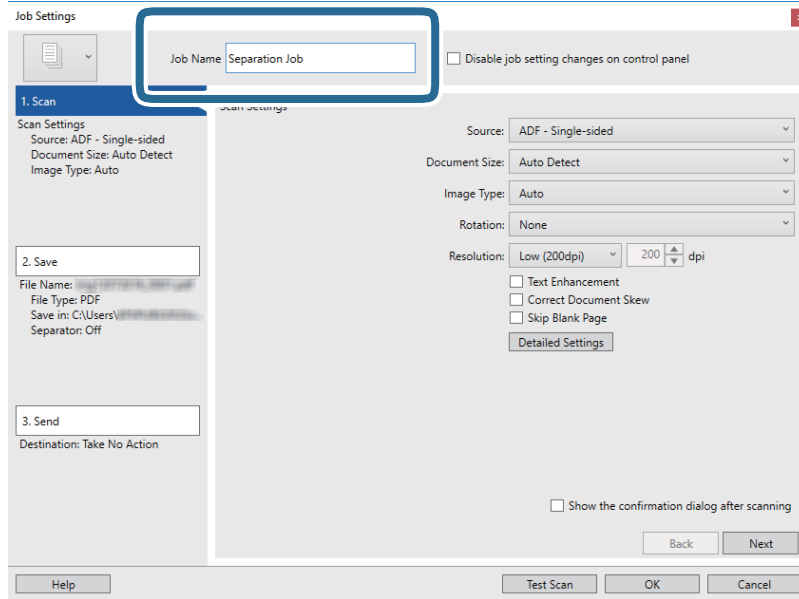 Job Settings
Job Name Separation Job
Disable job setting changes on control panel
1. Scan
Scan Settings
Source: ADF - Single-sided
Document Size: Auto Detect
Image Type: Auto
2. Save
File Name:
File Type: PDF
Save in: C:\Users\
Separator: Off
3. Send
Destination: Take No Action
Scan Settings
Source: ADF - Single-sided
Document Size: Auto Detect
Image Type: Auto
Rotation: None
Resolution: Low (200dpi) 200 dpi
Text Enhancement
Correct Document Skew
Skip Blank Page
Detailed Settings
Show the confirmation dialog after scanning
Back Next
Help Test Scan OK Cancel